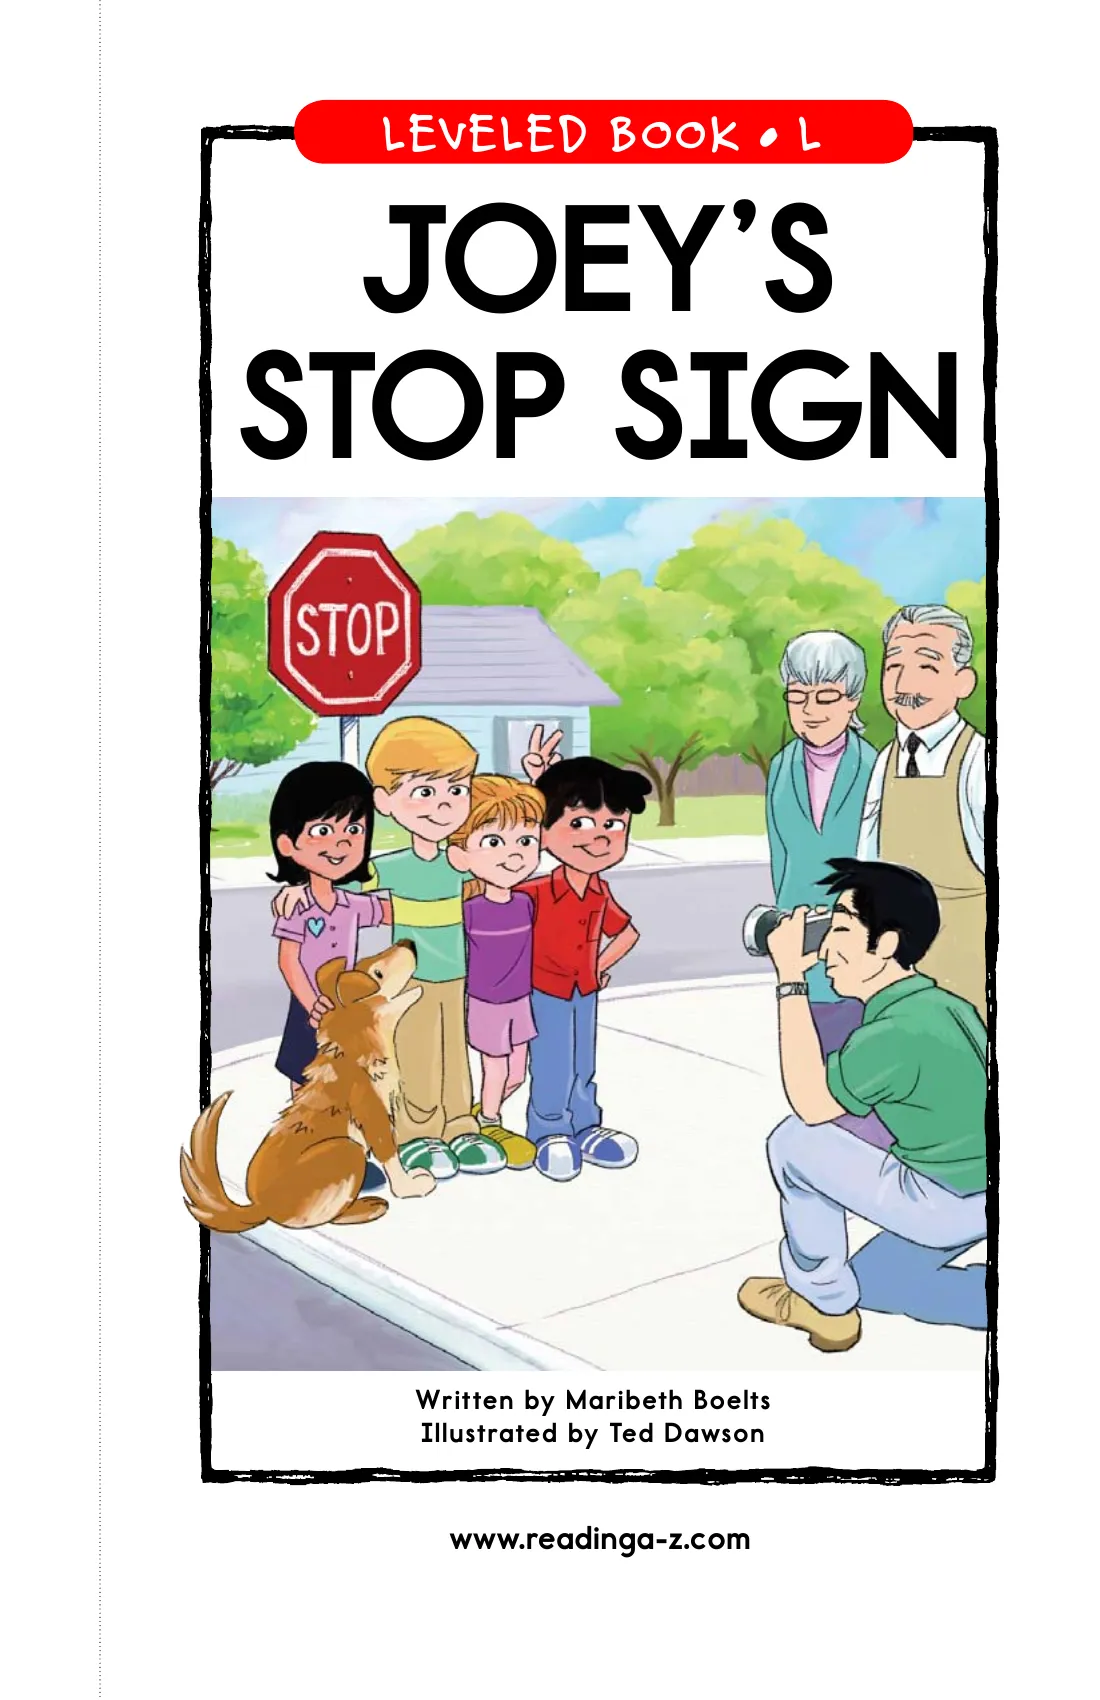 LEVELED BOOK • L
JOEY’S
STOP SIGN
STOP
Written by Maribeth Boelts
Illustrated by Ted Dawson
www.readinga-z.com